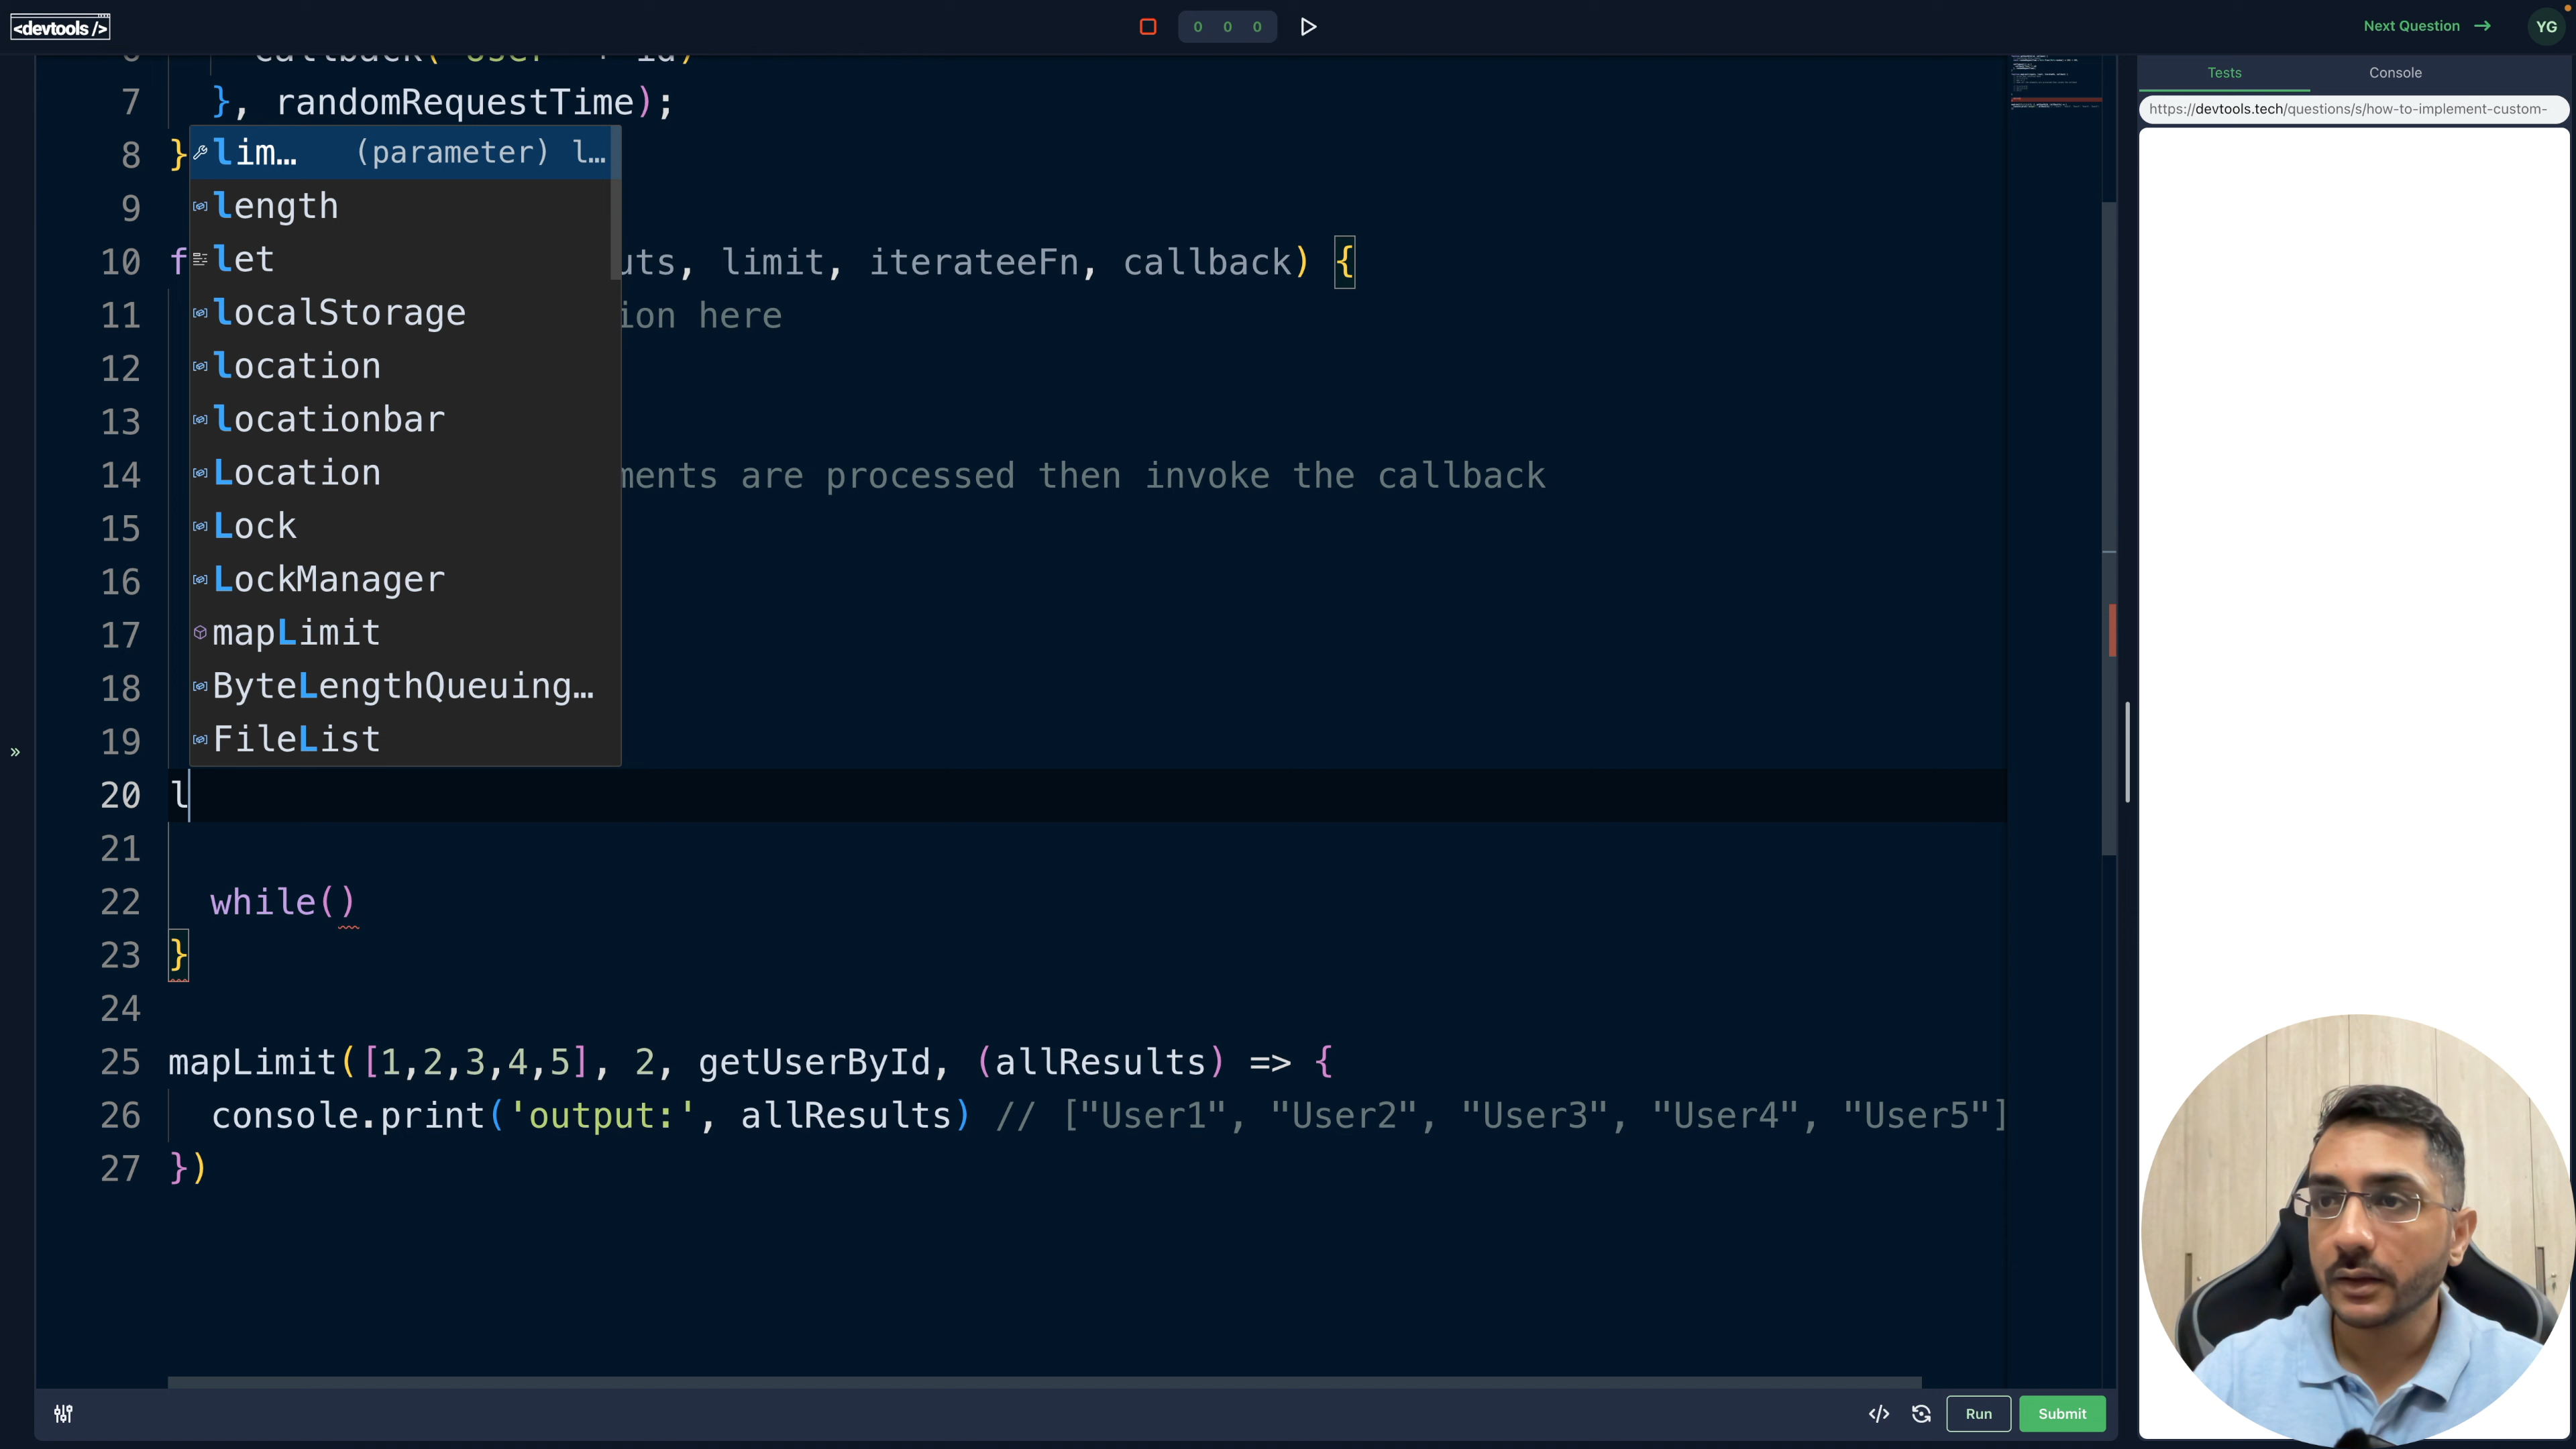 <devtools />
0 0 0
Next Question
YG
6
7 }, randomRequestTime);
8 }
lim… (parameter) l…
length
let
localStorage
location
locationbar
Location
Lock
LockManager
mapLimit
ByteLengthQueuing…
FileList
9
10 f uts, limit, iterateeFn, callback) {
11 ion here
12
13
14 ments are processed then invoke the callback
15
16
17
18
19
20 l
21
22 while()
23 }
24
25 mapLimit([1,2,3,4,5], 2, getUserById, (allResults) => {
26 console.print('output:', allResults) // ["User1", "User2", "User3", "User4", "User5"]
27 })
Run
Submit
Tests
Console
https://devtools.tech/questions/s/how-to-implement-custom-